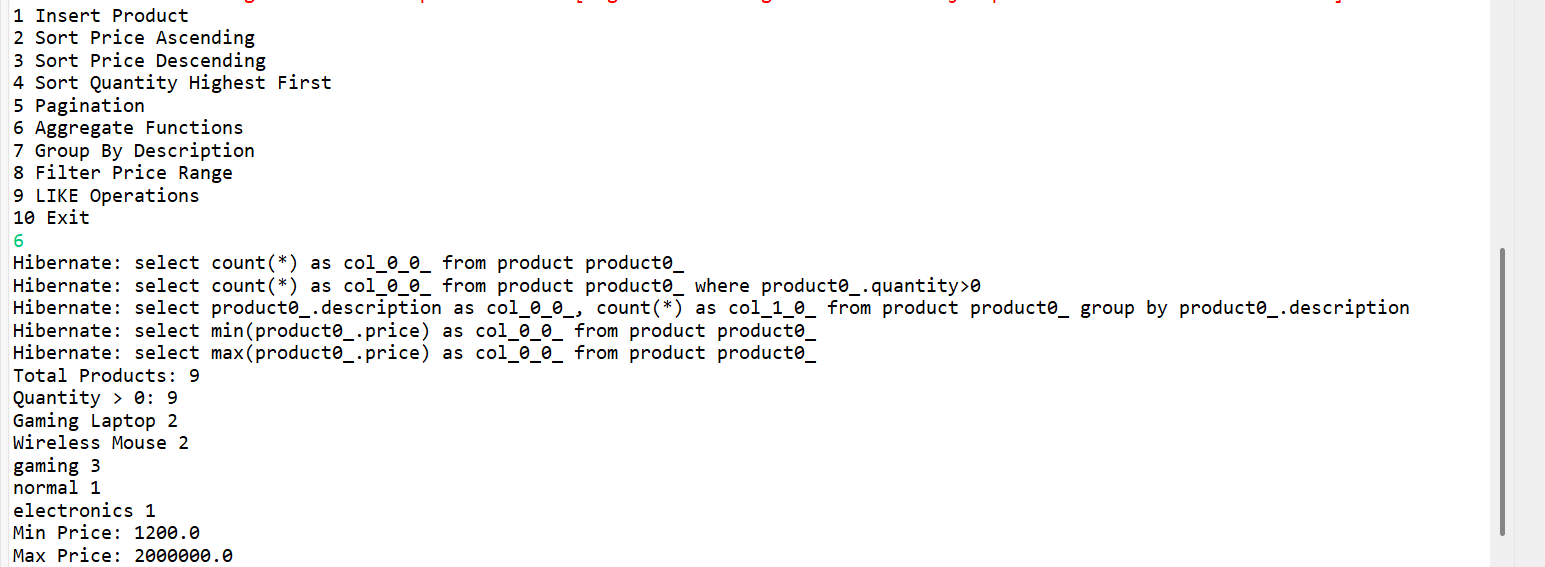 1 Insert Product
2 Sort Price Ascending
3 Sort Price Descending
4 Sort Quantity Highest First
5 Pagination
6 Aggregate Functions
7 Group By Description
8 Filter Price Range
9 LIKE Operations
10 Exit
6
Hibernate: select count(*) as col_0_0_ from product product0_
Hibernate: select count(*) as col_0_0_ from product product0_ where product0_.quantity>0
Hibernate: select product0_.description as col_0_0_, count(*) as col_1_0_ from product product0_ group by product0_.description
Hibernate: select min(product0_.price) as col_0_0_ from product product0_
Hibernate: select max(product0_.price) as col_0_0_ from product product0_
Total Products: 9
Quantity > 0: 9
Gaming Laptop 2
Wireless Mouse 2
gaming 3
normal 1
electronics 1
Min Price: 1200.0
Max Price: 2000000.0